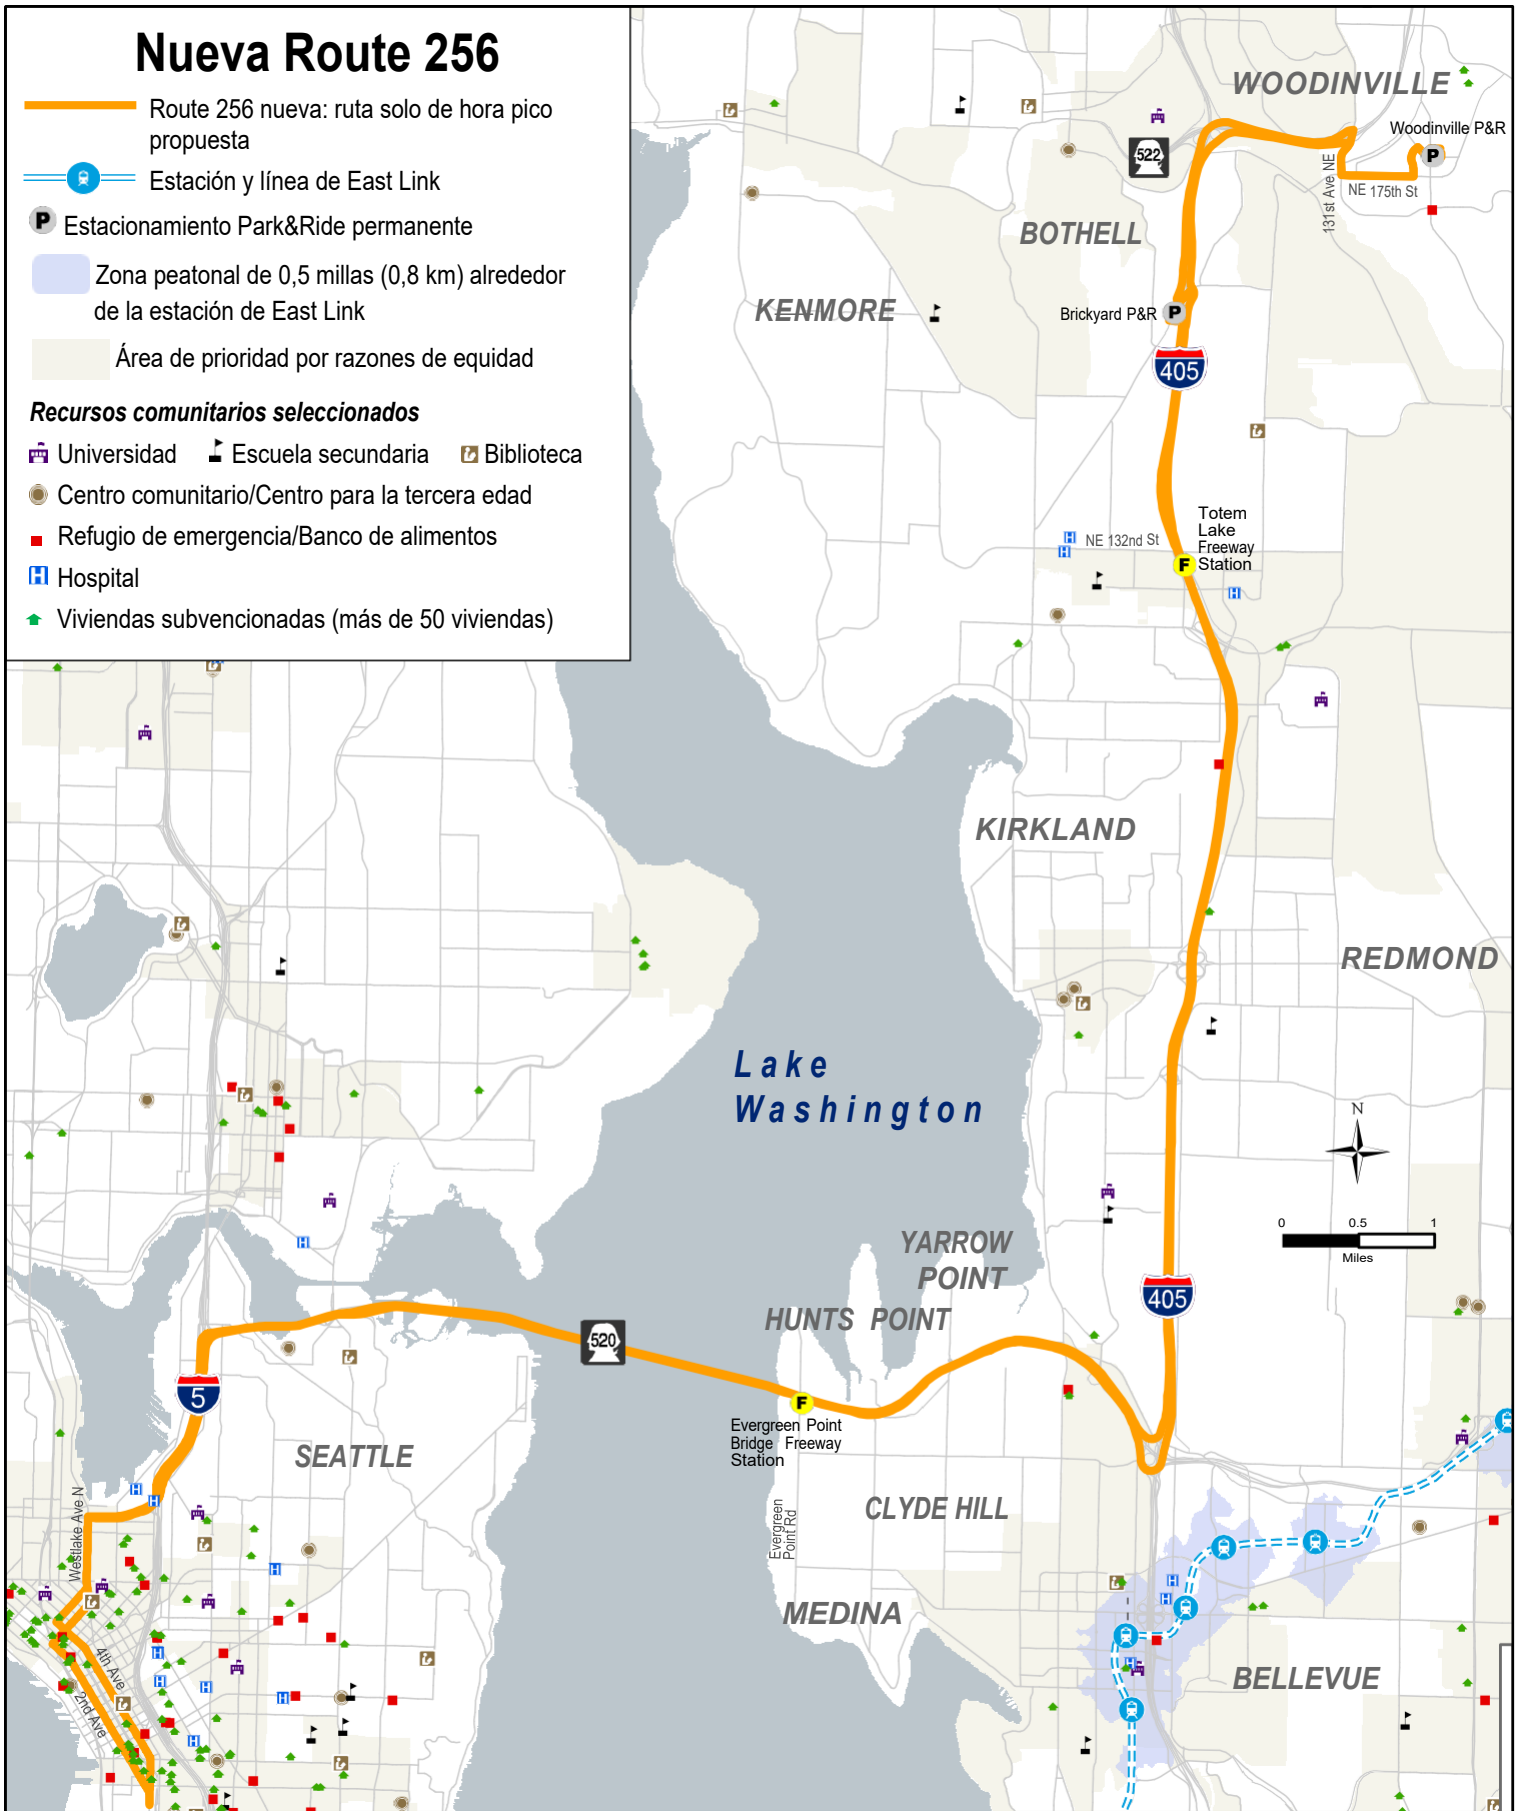 Nueva Route 256
Route 256 nueva: ruta solo de hora pico
propuesta
Estación y línea de East Link
P Estacionamiento Park&Ride permanente
Zona peatonal de 0,5 millas (0,8 km) alrededor
de la estación de East Link
Área de prioridad por razones de equidad
Recursos comunitarios seleccionados
Universidad Escuela secundaria Biblioteca
Centro comunitario/Centro para la tercera edad
Refugio de emergencia/Banco de alimentos
H Hospital
Viviendas subvencionadas (más de 50 viviendas)
WOODINVILLE
Woodinville P&R
P
522
131st Ave NE
NE 175th St
BOTHELL
KENMORE
Brickyard P&R P
405
Totem
Lake
Freeway
Station
F
NE 132nd St
KIRKLAND
REDMOND
Lake
Washington
N
0 0.5 1
Miles
YARROW
POINT
HUNTS POINT
405
520
5
F
Evergreen Point
Bridge Freeway
Station
SEATTLE
Westlake Ave N
Evergreen
Point Rd
CLYDE HILL
MEDINA
4th Ave
2nd Ave
BELLEVUE